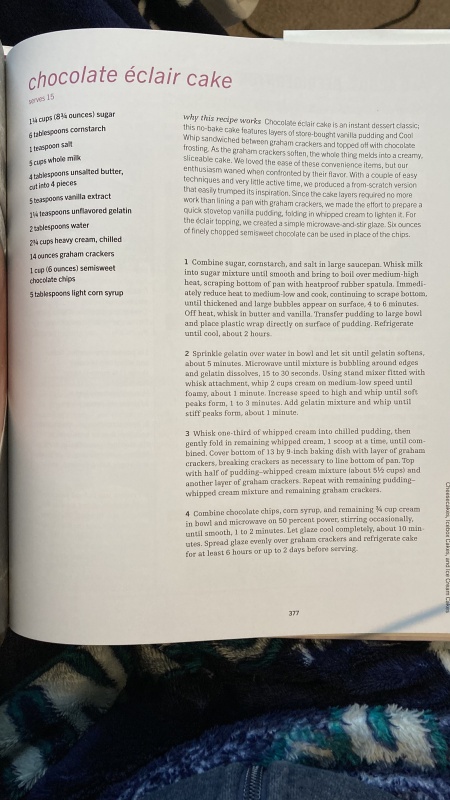 chocolate éclair cake
serves 15
1¼ cups (8¾ ounces) sugar
6 tablespoons cornstarch
1 teaspoon salt
5 cups whole milk
4 tablespoons unsalted butter,
cut into 4 pieces
5 teaspoons vanilla extract
1¼ teaspoons unflavored gelatin
2 tablespoons water
2¾ cups heavy cream, chilled
14 ounces graham crackers
1 cup (6 ounces) semisweet
chocolate chips
5 tablespoons light corn syrup
why this recipe works Chocolate éclair cake is an instant dessert classic;
this no-bake cake features layers of store-bought vanilla pudding and Cool
Whip sandwiched between graham crackers and topped off with chocolate
frosting. As the graham crackers soften, the whole thing melds into a creamy,
sliceable cake. We loved the ease of these convenience items, but our
enthusiasm waned when confronted by their flavor. With a couple of easy
techniques and very little active time, we produced a from-scratch version
that easily trumped its inspiration. Since the cake layers required no more
work than lining a pan with graham crackers, we made the effort to prepare a
quick stovetop vanilla pudding, folding in whipped cream to lighten it. For
the éclair topping, we created a simple microwave-and-stir glaze. Six ounces
of finely chopped semisweet chocolate can be used in place of the chips.
1 Combine sugar, cornstarch, and salt in large saucepan. Whisk milk
into sugar mixture until smooth and bring to boil over medium-high
heat, scraping bottom of pan with heatproof rubber spatula. Immedi-
ately reduce heat to medium-low and cook, continuing to scrape bottom,
until thickened and large bubbles appear on surface, 4 to 6 minutes.
Off heat, whisk in butter and vanilla. Transfer pudding to large bowl
and place plastic wrap directly on surface of pudding. Refrigerate
until cool, about 2 hours.
2 Sprinkle gelatin over water in bowl and let sit until gelatin softens,
about 5 minutes. Microwave until mixture is bubbling around edges
and gelatin dissolves, 15 to 30 seconds. Using stand mixer fitted with
whisk attachment, whip 2 cups cream on medium-low speed until
foamy, about 1 minute. Increase speed to high and whip until soft
peaks form, 1 to 3 minutes. Add gelatin mixture and whip until
stiff peaks form, about 1 minute.
3 Whisk one-third of whipped cream into chilled pudding, then
gently fold in remaining whipped cream, 1 scoop at a time, until com-
bined. Cover bottom of 13 by 9-inch baking dish with layer of graham
crackers, breaking crackers as necessary to line bottom of pan. Top
with half of pudding–whipped cream mixture (about 5½ cups) and
another layer of graham crackers. Repeat with remaining pudding–
whipped cream mixture and remaining graham crackers.
4 Combine chocolate chips, corn syrup, and remaining ¾ cup cream
in bowl and microwave on 50 percent power, stirring occasionally,
until smooth, 1 to 2 minutes. Let glaze cool completely, about 10 min-
utes. Spread glaze evenly over graham crackers and refrigerate cake
for at least 6 hours or up to 2 days before serving.
377
Cheesecakes, Icebox Cakes, and Ice Cream Cakes